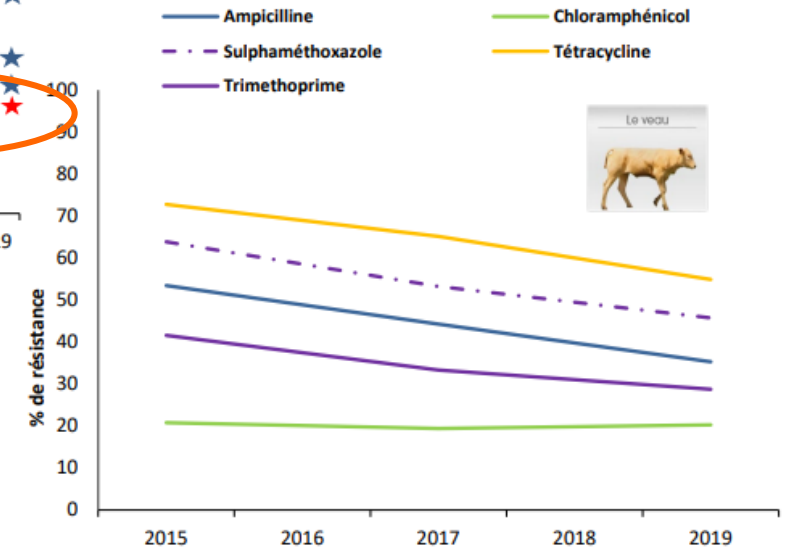 Ampicilline
Chloramphénicol
Sulphaméthoxazole
Tétracycline
Trimethoprime
Le veau
% de résistance
100
90
80
70
60
50
40
30
20
10
0
2015 2016 2017 2018 2019